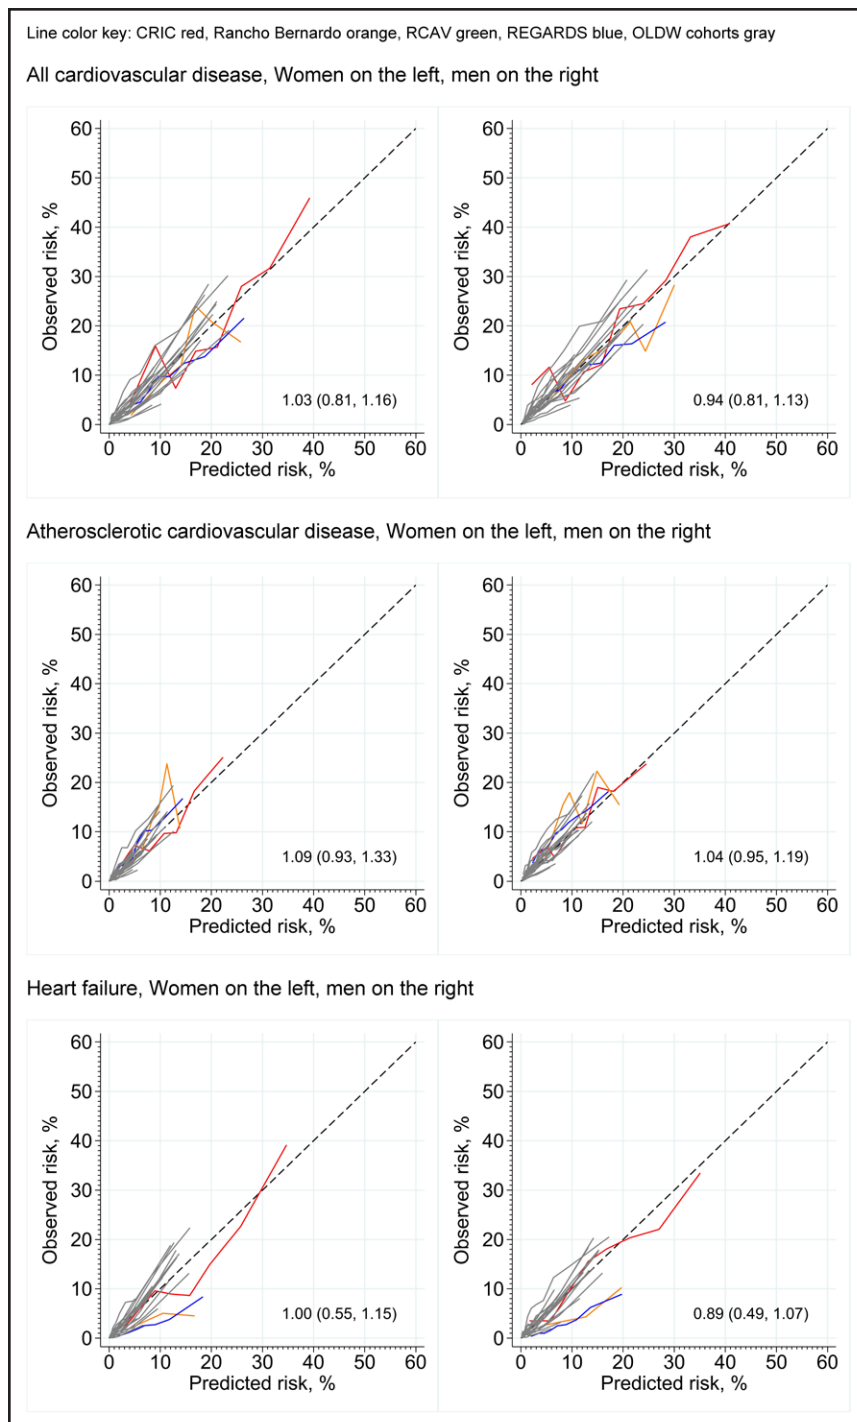 Line color key: CRIC red, Rancho Bernardo orange, RCAV green, REGARDS blue, OLDW cohorts gray
All cardiovascular disease, Women on the left, men on the right
Observed risk, %
60
50
40
30
20
10
0
1.03 (0.81, 1.16)
0 10 20 30 40 50 60
Predicted risk, %
Observed risk, %
60
50
40
30
20
10
0
0.94 (0.81, 1.13)
0 10 20 30 40 50 60
Predicted risk, %
Atherosclerotic cardiovascular disease, Women on the left, men on the right
Observed risk, %
60
50
40
30
20
10
0
1.09 (0.93, 1.33)
0 10 20 30 40 50 60
Predicted risk, %
Observed risk, %
60
50
40
30
20
10
0
1.04 (0.95, 1.19)
0 10 20 30 40 50 60
Predicted risk, %
Heart failure, Women on the left, men on the right
Observed risk, %
60
50
40
30
20
10
0
1.00 (0.55, 1.15)
0 10 20 30 40 50 60
Predicted risk, %
Observed risk, %
60
50
40
30
20
10
0
0.89 (0.49, 1.07)
0 10 20 30 40 50 60
Predicted risk, %